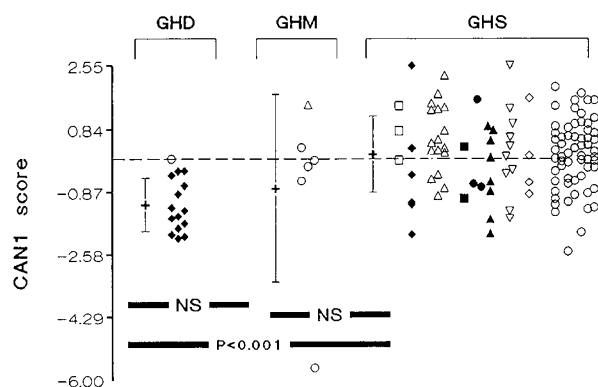 GHD GHM GHS
2.55
0.84
-0.87
-2.58
-4.29
-6.00
CAN1 score
NS
NS
P<0.001